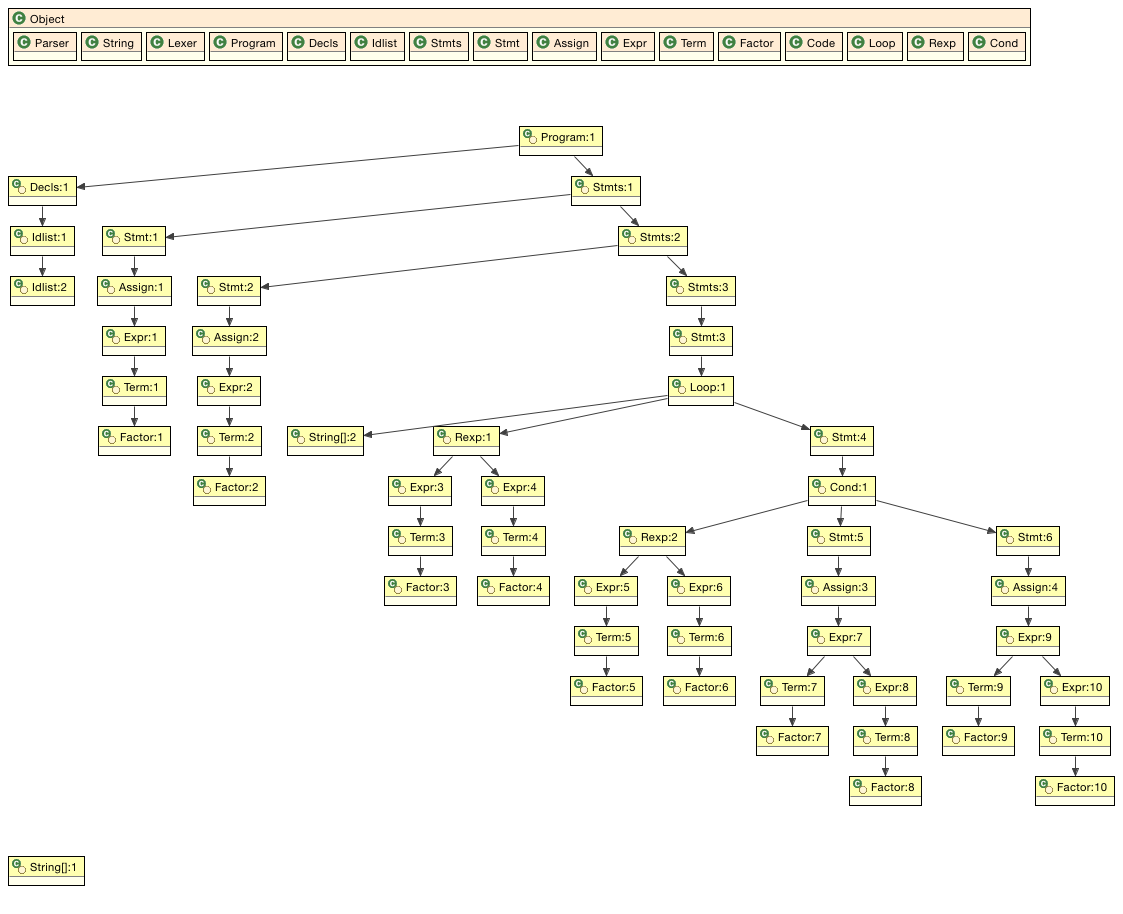 Object
Parser String Lexer Program Decls Idlist Stmts Stmt Assign Expr Term Factor Code Loop Rexp Cond
Program:1
Decls:1 Stmts:1
Idlist:1 Stmt:1 Stmts:2
Idlist:2 Assign:1 Stmt:2 Stmts:3
Expr:1 Assign:2 Stmt:3
Term:1 Expr:2 Loop:1
Factor:1 Term:2 String[]:2 Rexp:1 Stmt:4
Factor:2 Expr:3 Expr:4 Cond:1
Term:3 Term:4 Rexp:2 Stmt:5 Stmt:6
Factor:3 Factor:4 Expr:5 Expr:6 Assign:3 Assign:4
Term:5 Term:6 Expr:7 Expr:9
Factor:5 Factor:6 Term:7 Expr:8 Term:9 Expr:10
Factor:7 Term:8 Factor:9 Term:10
Factor:8 Factor:10
String[]:1